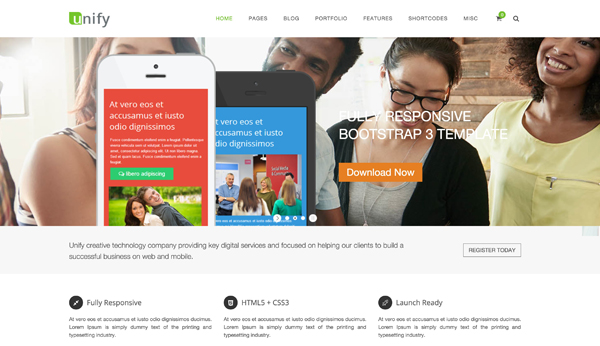 unify
HOME PAGES BLOG PORTFOLIO FEATURES SHORTCODES MISC
At vero eos et
accusamus et iusto
odio dignissimos
libero adipiscing
At vero eos et
accusamus et iusto
odio dignissimos
FULLY RESPONSIVE
BOOTSTRAP 3 TEMPLATE
Download Now
Unify creative technology company providing key digital services and focused on helping our clients to build a
successful business on web and mobile.
REGISTER TODAY
Fully Responsive
At vero eos et accusamus et iusto odio dignissimos ducimus.
Lorem Ipsum is simply dummy text of the printing and
typesetting industry.
HTML5 + CSS3
At vero eos et accusamus et iusto odio dignissimos ducimus.
Lorem Ipsum is simply dummy text of the printing and
typesetting industry.
Launch Ready
At vero eos et accusamus et iusto odio dignissimos ducimus.
Lorem Ipsum is simply dummy text of the printing and
typesetting industry.